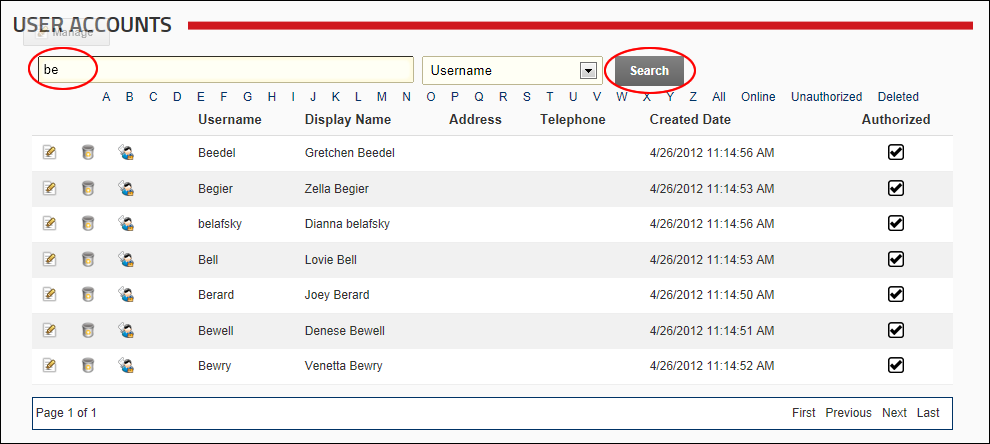 USER ACCOUNTS
Manage
be Username Search
A B C D E F G H I J K L M N O P Q R S T U V W X Y Z All Online Unauthorized Deleted
Username Display Name Address Telephone Created Date Authorized
Beedel Gretchen Beedel 4/26/2012 11:14:56 AM
Begier Zella Begier 4/26/2012 11:14:53 AM
belafsky Dianna belafsky 4/26/2012 11:14:56 AM
Bell Lovie Bell 4/26/2012 11:14:53 AM
Berard Joey Berard 4/26/2012 11:14:50 AM
Bewell Denese Bewell 4/26/2012 11:14:51 AM
Bewry Venetta Bewry 4/26/2012 11:14:52 AM
Page 1 of 1 First Previous Next Last